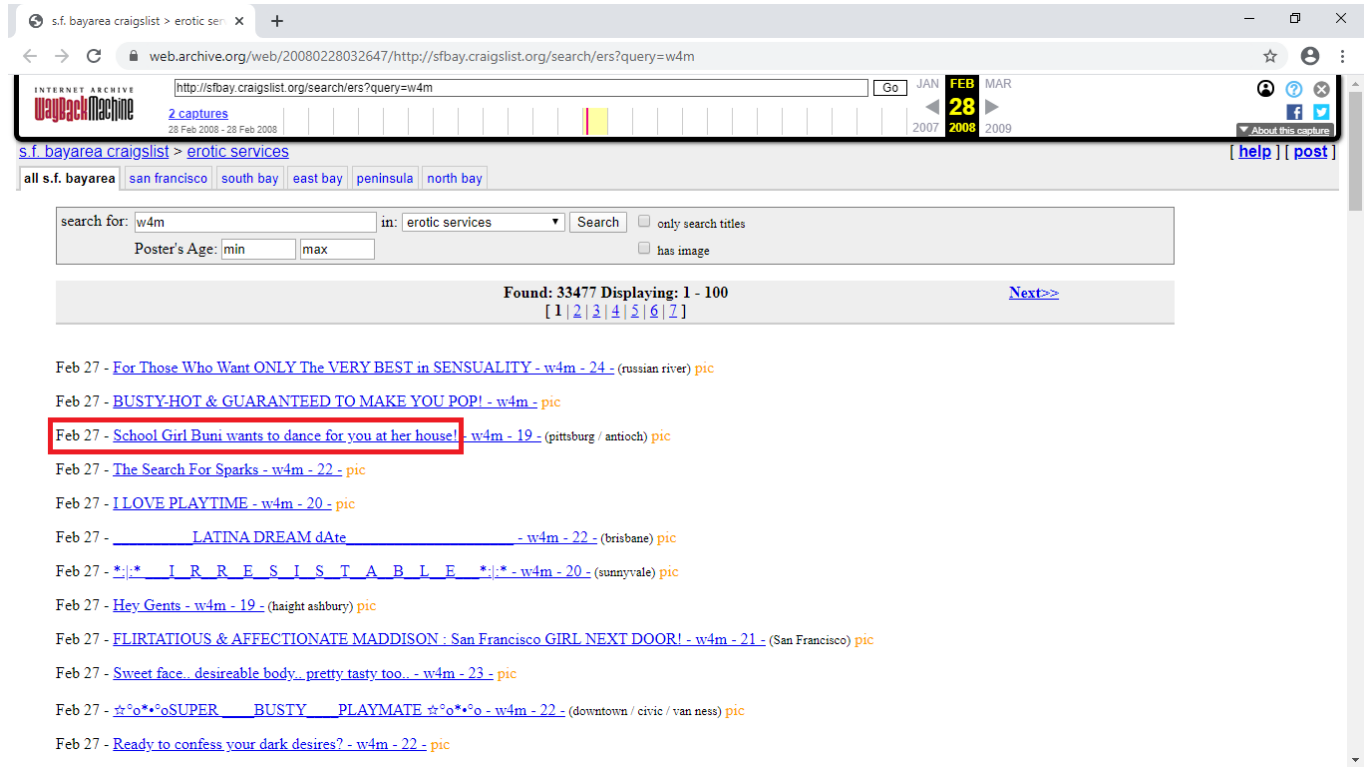 s.f. bayarea craigslist > erotic ser
web.archive.org/web/20080228032647/http://sfbay.craigslist.org/search/ers?query=w4m
INTERNET ARCHIVE
WayBackMachine
http://sfbay.craigslist.org/search/ers?query=w4m
Go
JAN FEB MAR
2 captures
28
28 Feb 2008 - 28 Feb 2008
2007 2008 2009
About this capture
s.f. bayarea craigslist > erotic services
[ help ] [ post ]
all s.f. bayarea san francisco south bay east bay peninsula north bay
search for: w4m in: erotic services Search only search titles
Poster's Age: min max has image
Found: 33477 Displaying: 1 - 100 Next>>
[ 1 | 2 | 3 | 4 | 5 | 6 | 7 ]
Feb 27 - For Those Who Want ONLY The VERY BEST in SENSUALITY - w4m - 24 - (russian river) pic
Feb 27 - BUSTY-HOT & GUARANTEED TO MAKE YOU POP! - w4m - pic
Feb 27 - School Girl Buni wants to dance for you at her house! - w4m - 19 - (pittsburg / antioch) pic
Feb 27 - The Search For Sparks - w4m - 22 - pic
Feb 27 - I LOVE PLAYTIME - w4m - 20 - pic
Feb 27 - __________LATINA DREAM dAte_____________________ - w4m - 22 - (brisbane) pic
Feb 27 - *:|:* ___I__R__R__E__S__I__S__T__A__B__L__E___*:|:* - w4m - 20 - (sunnyvale) pic
Feb 27 - Hey Gents - w4m - 19 - (haight ashbury) pic
Feb 27 - FLIRTATIOUS & AFFECTIONATE MADDISON : San Francisco GIRL NEXT DOOR! - w4m - 21 - (San Francisco) pic
Feb 27 - Sweet face.. desireable body.. pretty tasty too.. - w4m - 23 - pic
Feb 27 - ☆°o*•°oSUPER____BUSTY____PLAYMATE ☆°o*•°o - w4m - 22 - (downtown / civic / van ness) pic
Feb 27 - Ready to confess your dark desires? - w4m - 22 - pic